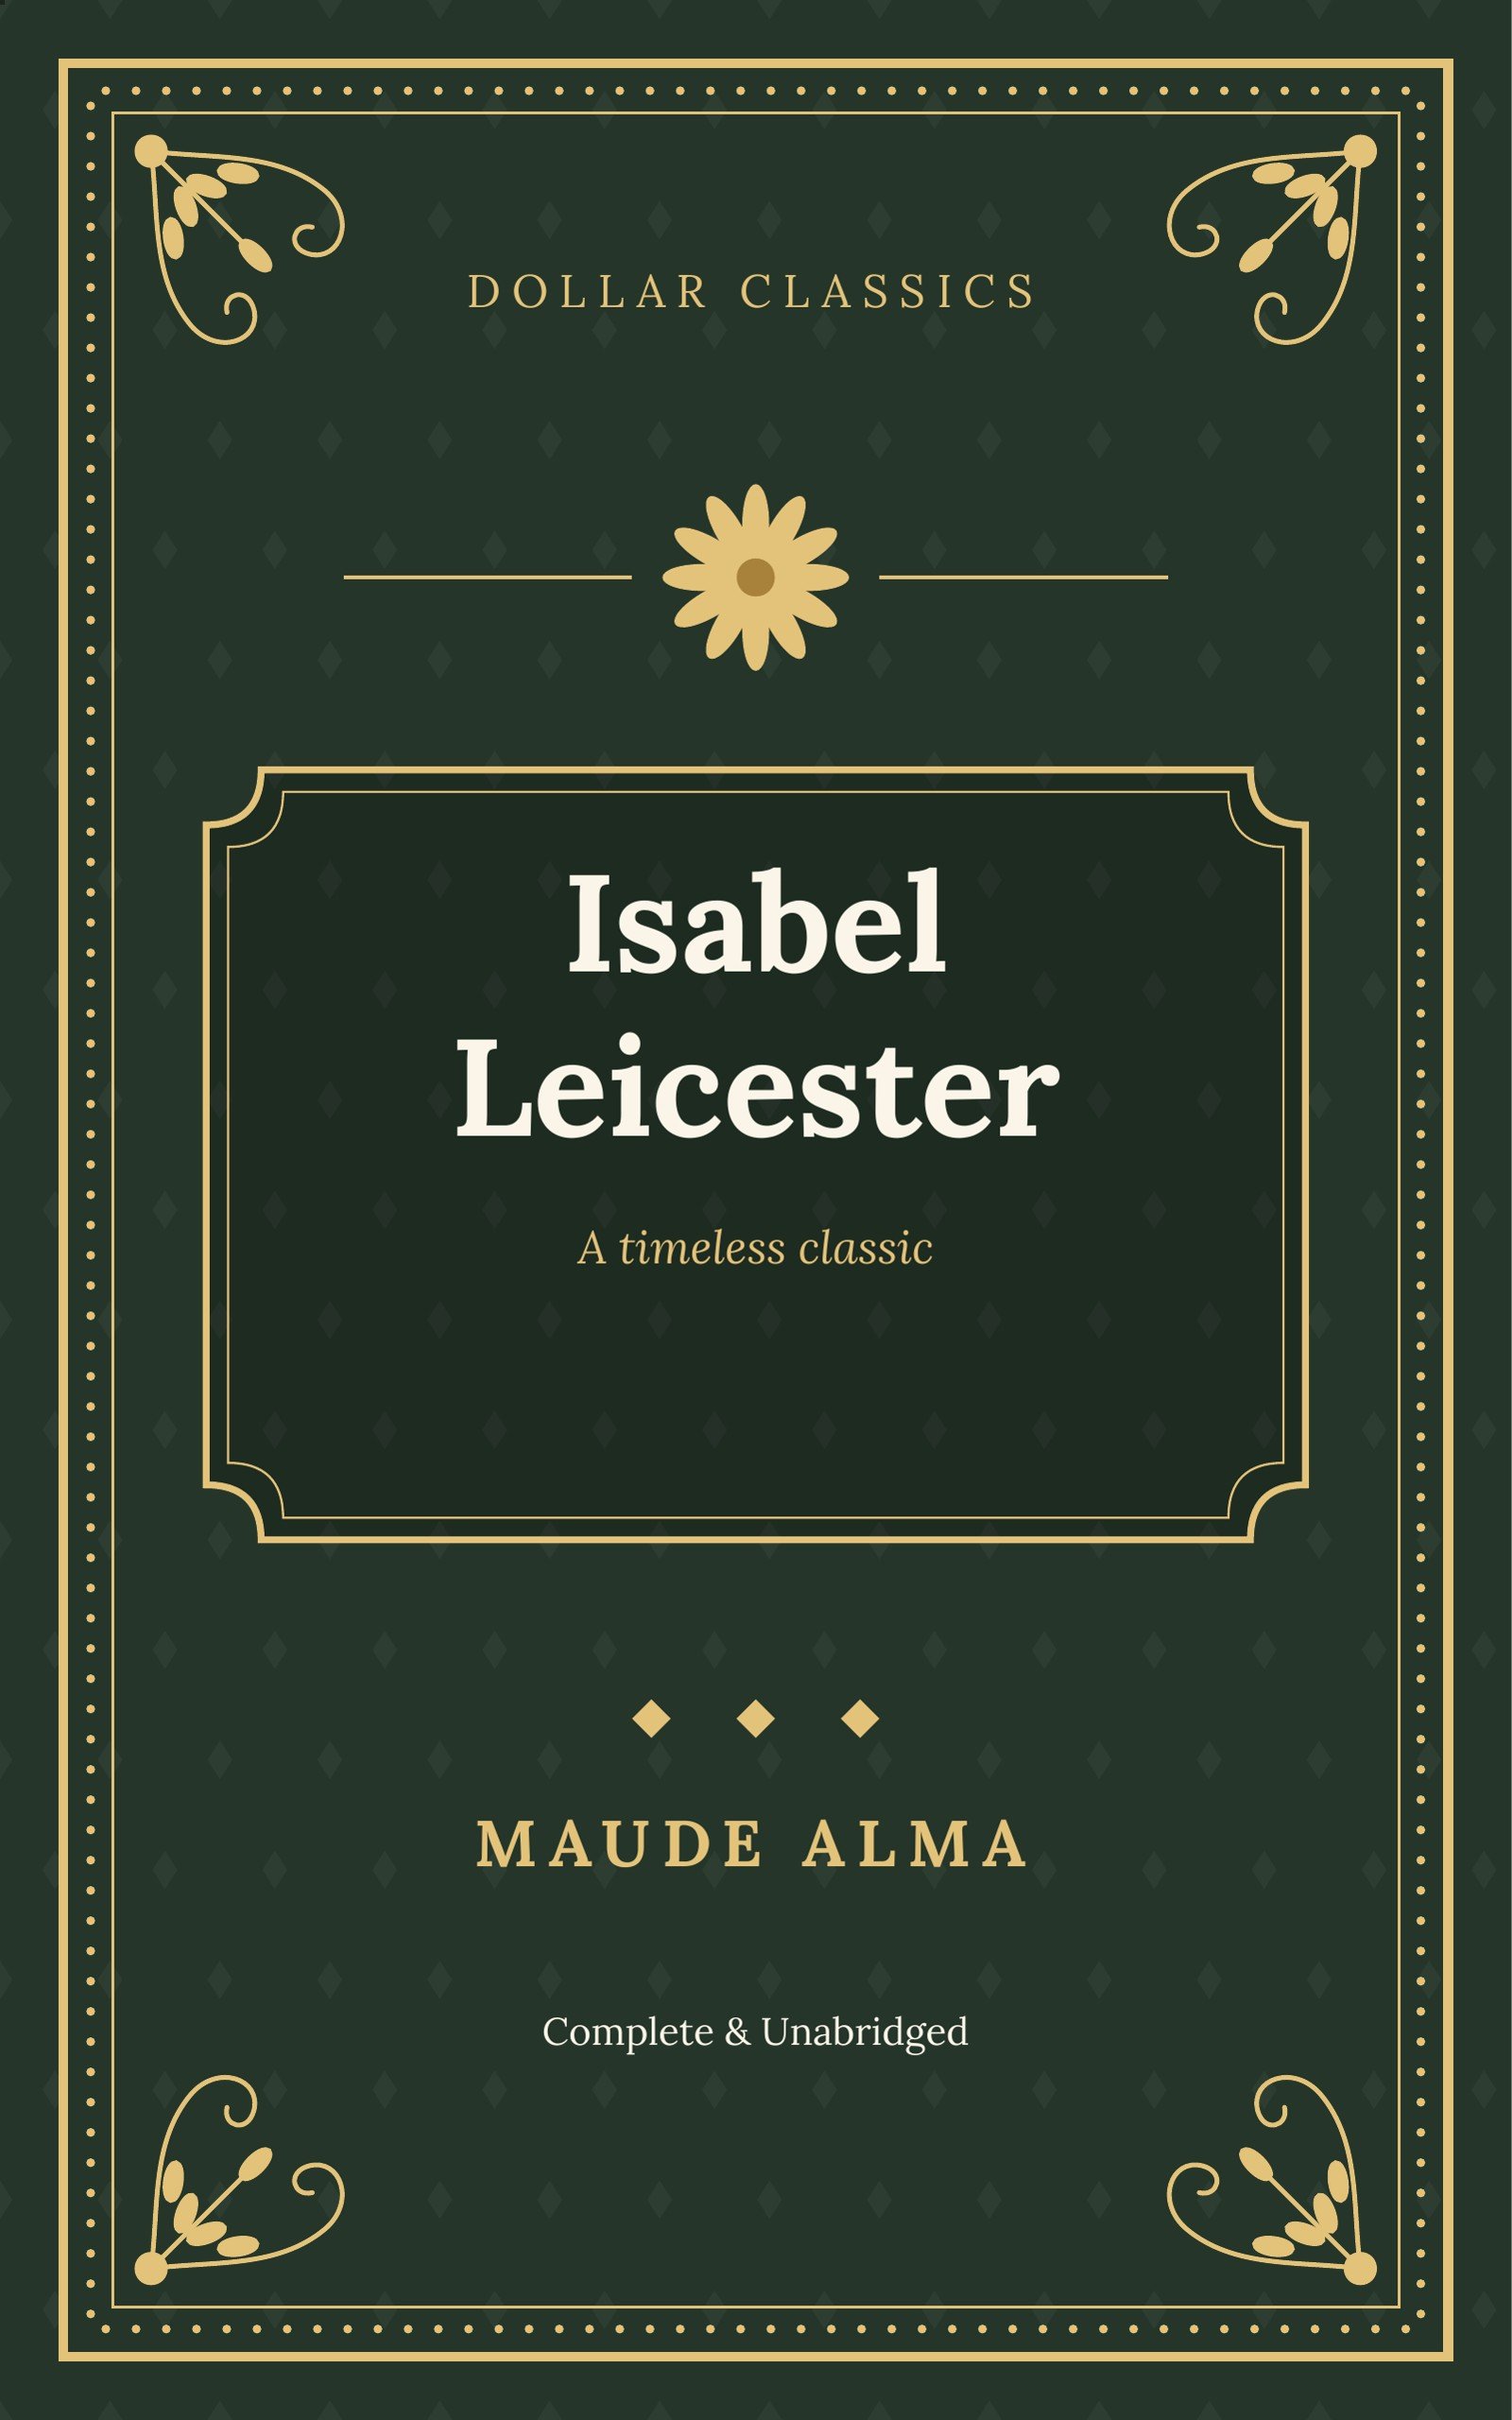 DOLLAR CLASSICS
Isabel
Leicester
A timeless classic
MAUDE ALMA
Complete & Unabridged